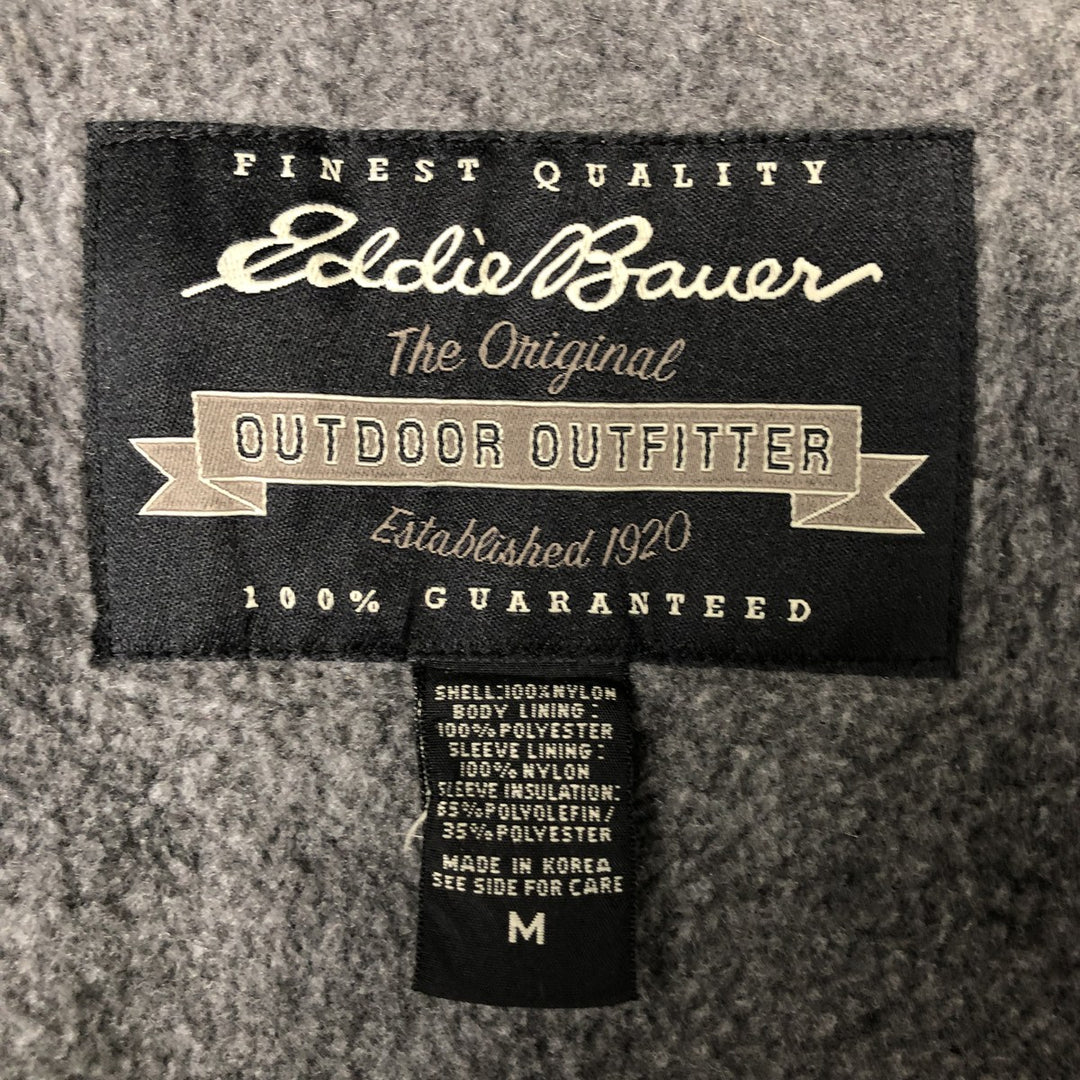 FINEST QUALITY
Eddie Bauer
The Original
OUTDOOR OUTFITTER
Established 1920
100% GUARANTEED
SHELL:100%NYLON
BODY LINING:
100%POLYESTER
SLEEVE LINING:
100% NYLON
SLEEVE INSULATION:
65%POLYOLEFIN/
35%POLYESTER
MADE IN KOREA
SEE SIDE FOR CARE
M